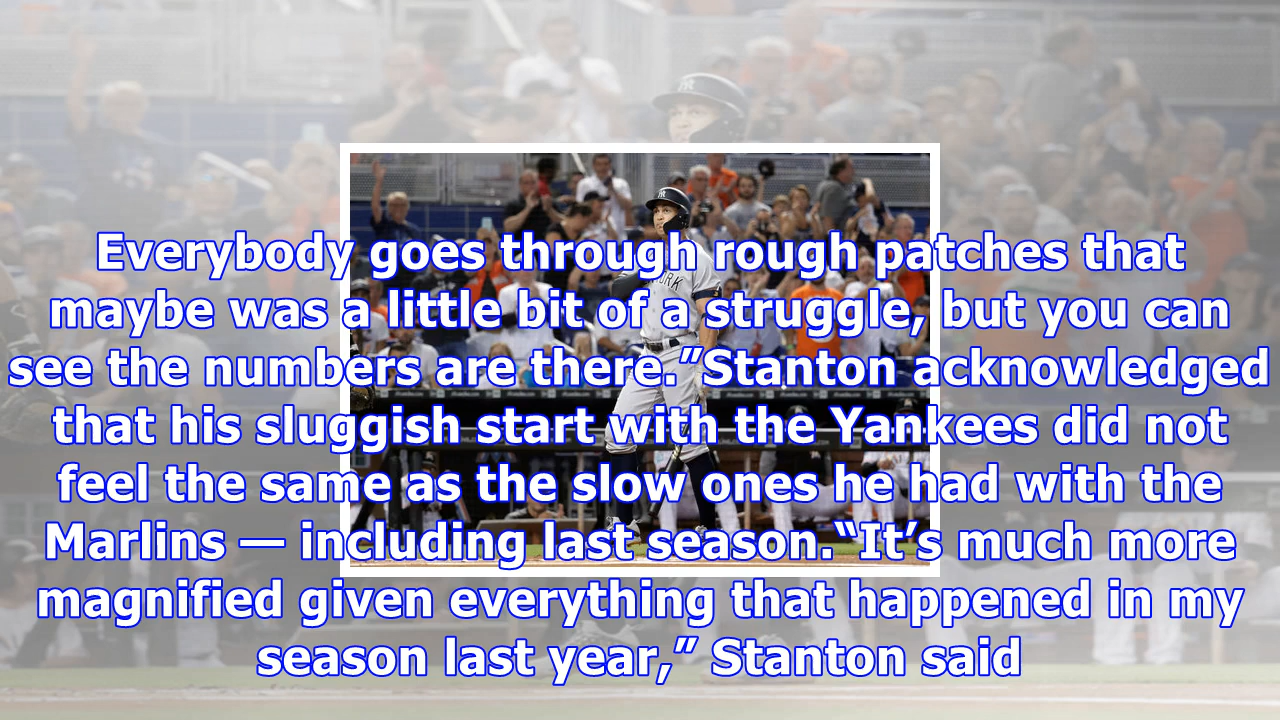 Everybody goes through rough patches that
maybe was a little bit of a struggle, but you can
see the numbers are there.”Stanton acknowledged
that his sluggish start with the Yankees did not
feel the same as the slow ones he had with the
Marlins — including last season.“It’s much more
magnified given everything that happened in my
season last year,” Stanton said